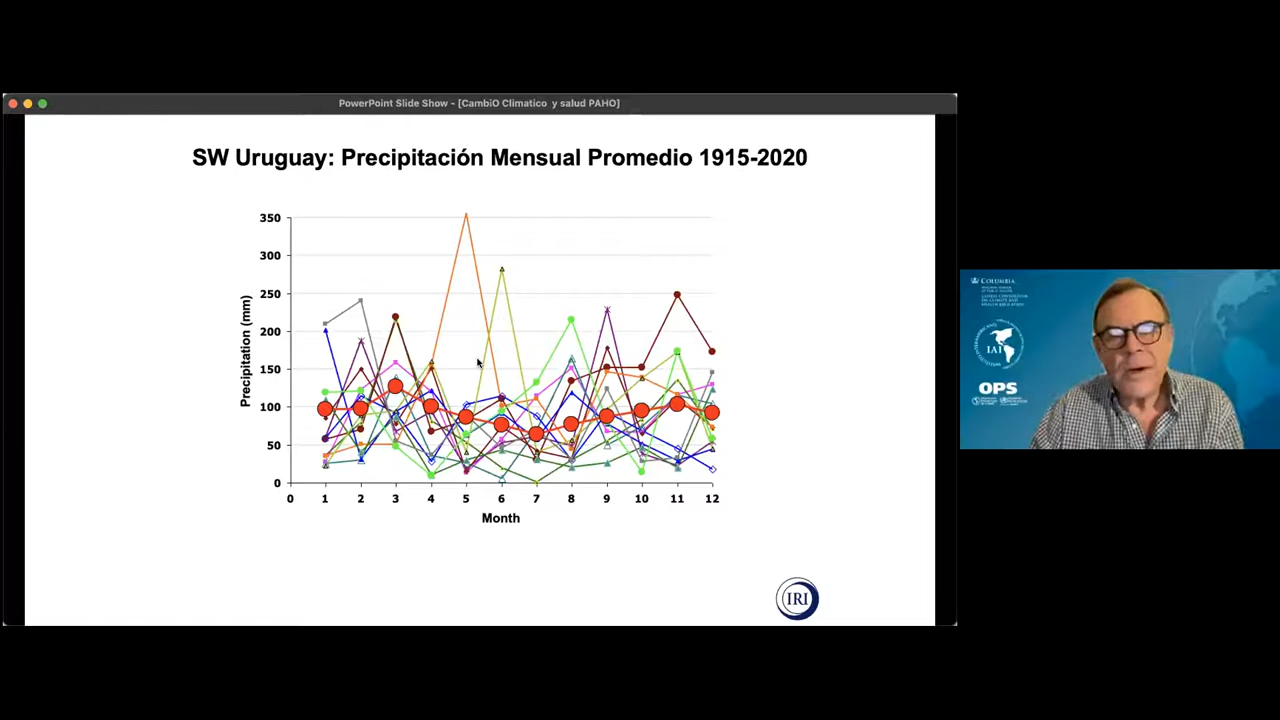 PowerPoint Slide Show - [CambiO Climatico y salud PAHO]
SW Uruguay: Precipitación Mensual Promedio 1915-2020
350
300
250
200
150
100
50
0
Precipitation (mm)
0 1 2 3 4 5 6 7 8 9 10 11 12
Month
IRI
COLUMBIA
IAI
OPS